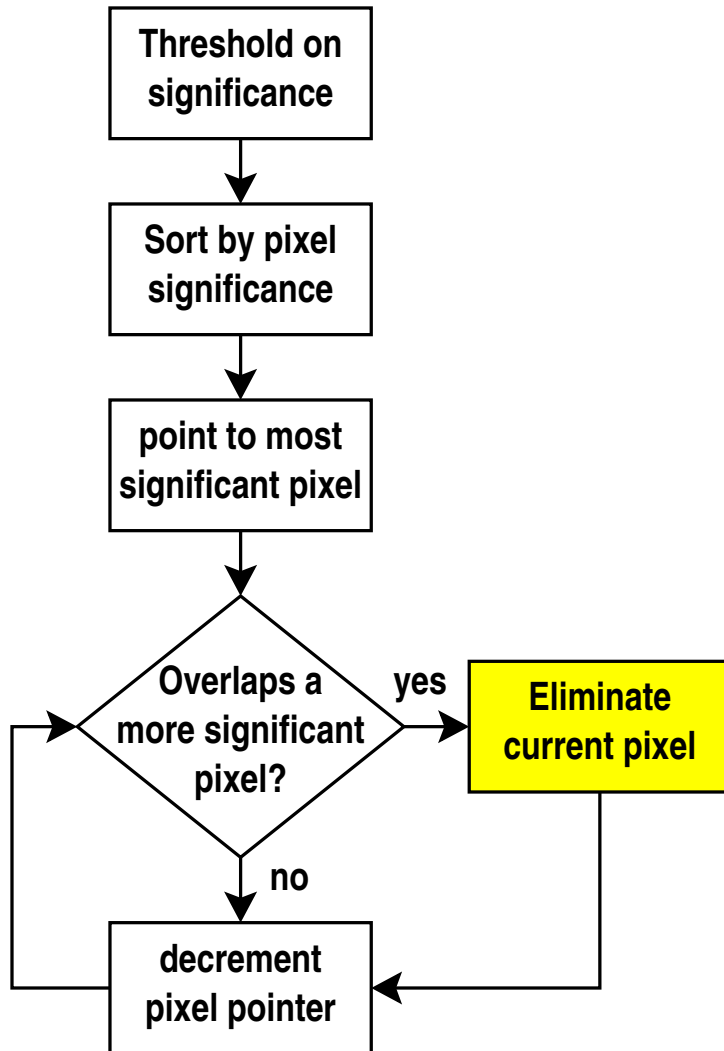 Threshold on
significance
Sort by pixel
significance
point to most
significant pixel
Overlaps a
more significant
pixel?
yes
Eliminate
current pixel
no
decrement
pixel pointer